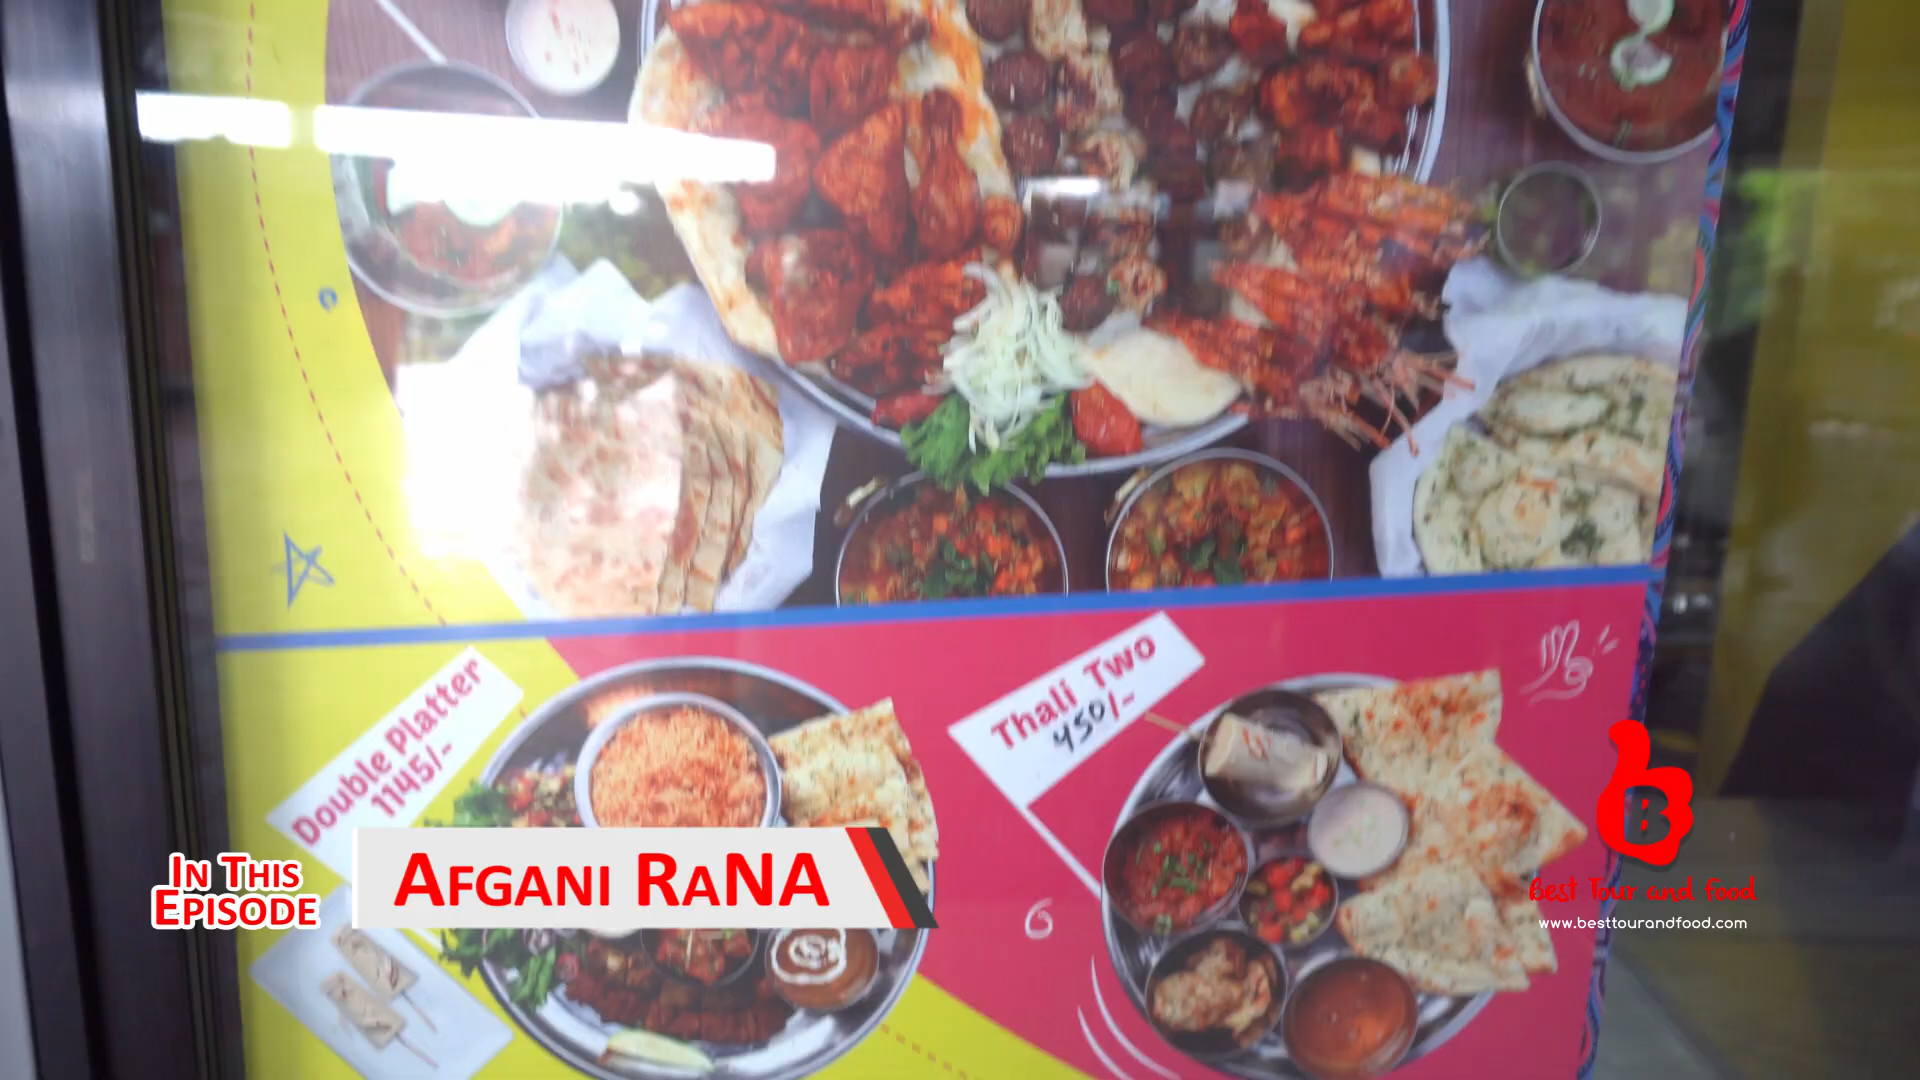 Double Platter
1145/-
Thali Two
450/-
In This
Episode
Afgani RaNA
B
Best Tour and Food
www.besttourandfood.com